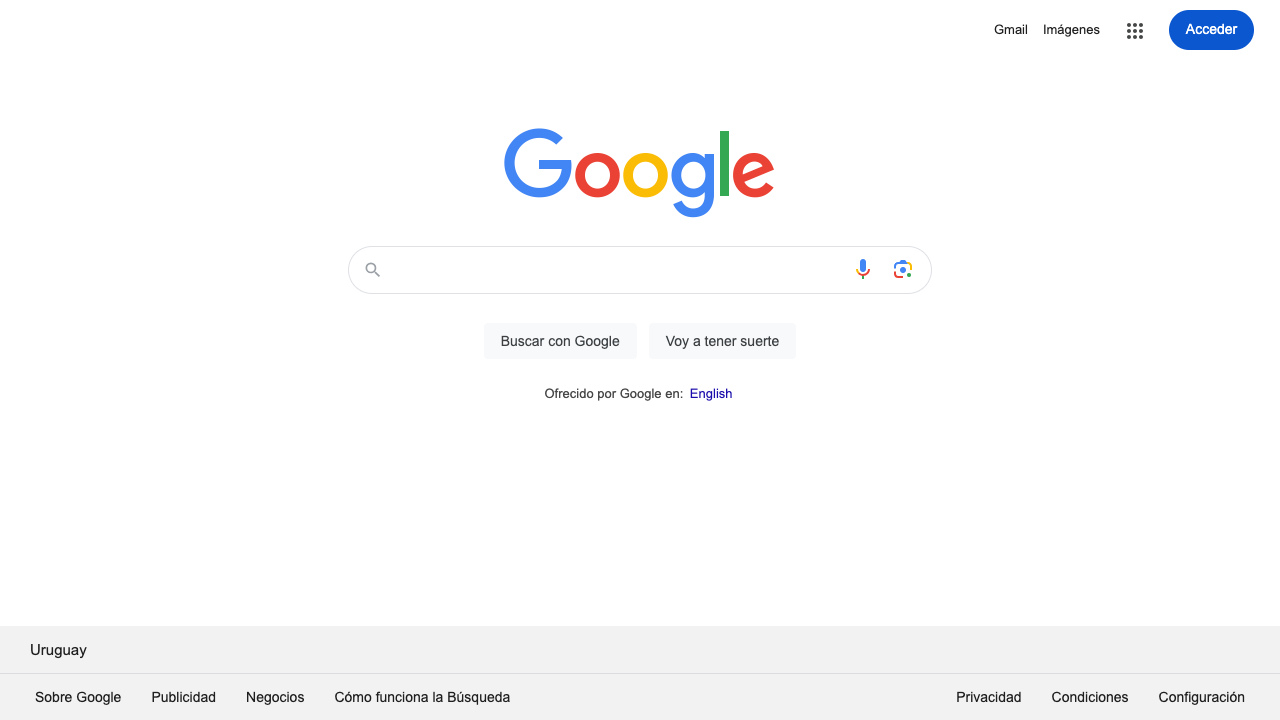 Gmail Imágenes Acceder
Google
Buscar con Google Voy a tener suerte
Ofrecido por Google en: English
Uruguay
Sobre Google Publicidad Negocios Cómo funciona la Búsqueda Privacidad Condiciones Configuración